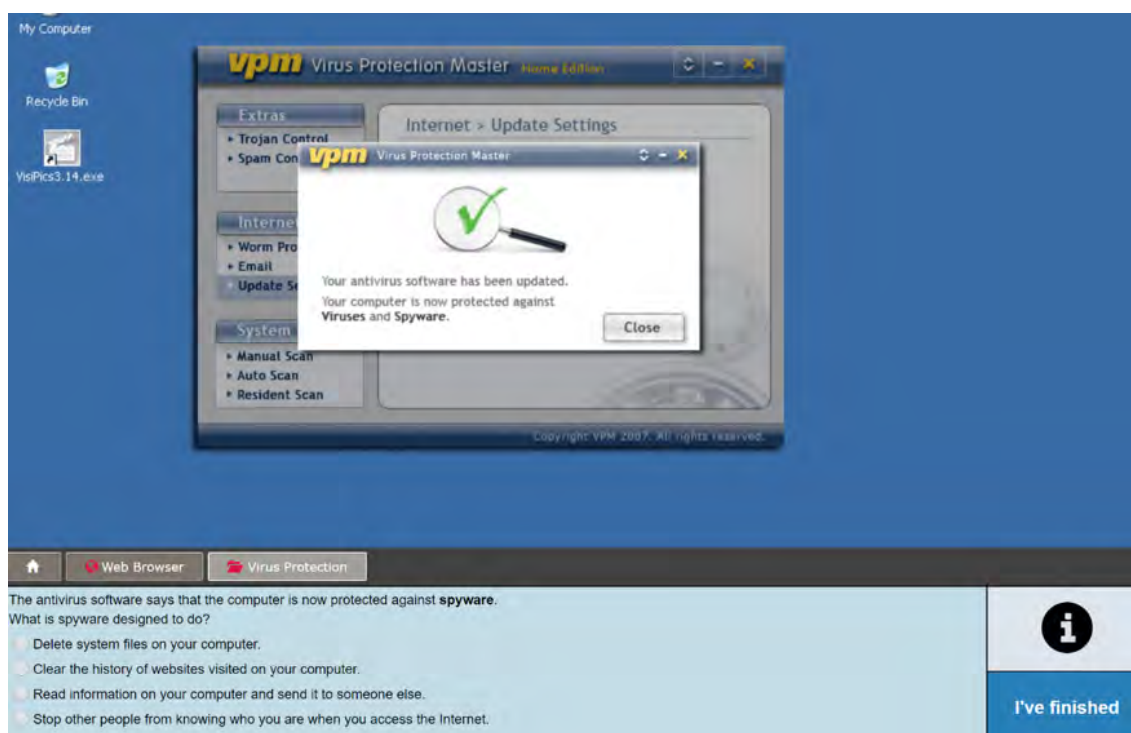 My Computer
Recycle Bin
VisiPics3.14.exe
vpm Virus Protection Master Home Edition
Extras
Trojan Control
Spam Con
Internet > Update Settings
vpm Virus Protection Master
Internet
Worm Pro
Email
Update Se
Your antivirus software has been updated.
Your computer is now protected against
Viruses and Spyware.
Close
System
Manual Scan
Auto Scan
Resident Scan
Copyright VPM 2007. All rights reserved.
Web Browser
Virus Protection
The antivirus software says that the computer is now protected against spyware.
What is spyware designed to do?
Delete system files on your computer.
Clear the history of websites visited on your computer.
Read information on your computer and send it to someone else.
Stop other people from knowing who you are when you access the Internet.
i
I've finished